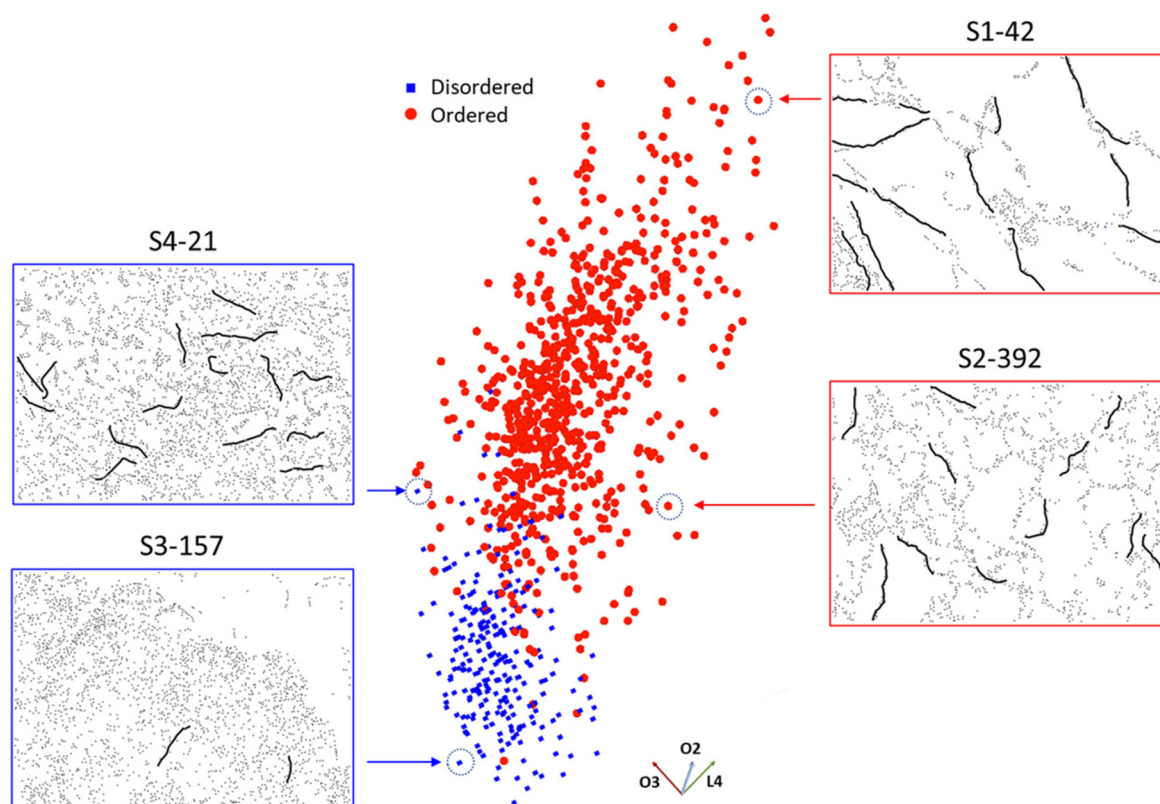 S1-42
Disordered
Ordered
S4-21
S2-392
S3-157
O2
O3
L4